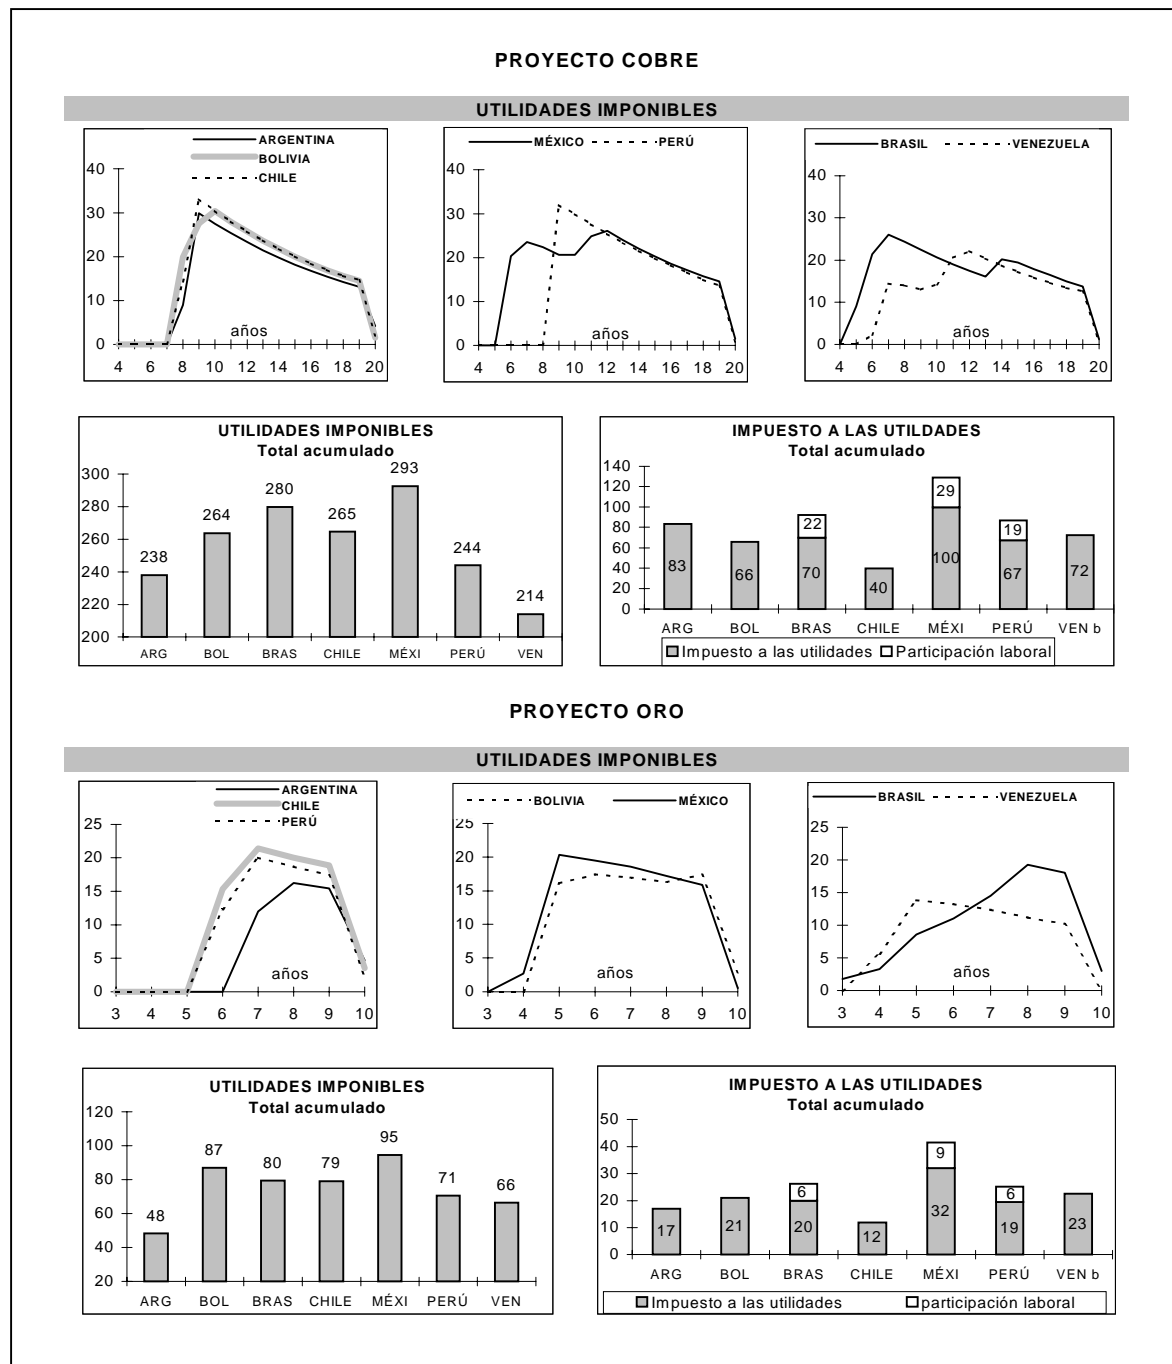 PROYECTO COBRE
UTILIDADES IMPONIBLES
ARGENTINA
BOLIVIA
CHILE
40
30
20
10
0
años
4 6 8 10 12 14 16 18 20
MÉXICO PERÚ
40
30
20
10
0
años
4 6 8 10 12 14 16 18 20
BRASIL VENEZUELA
40
30
20
10
0
años
4 6 8 10 12 14 16 18 20
UTILIDADES IMPONIBLES
Total acumulado
300
280
260
240
220
200
238 264 280 265 293 244 214
ARG BOL BRAS CHILE MÉXI PERÚ VEN
IMPUESTO A LAS UTILDADES
Total acumulado
140
120
100
80
60
40
20
0
22 29 19
83 66 70 40 100 67 72
ARG BOL BRAS CHILE MÉXI PERÚ VEN b
Impuesto a las utilidades Participación laboral
PROYECTO ORO
UTILIDADES IMPONIBLES
ARGENTINA
CHILE
PERÚ
25
20
15
10
5
0
años
3 4 5 6 7 8 9 10
BOLIVIA MÉXICO
25
20
15
10
5
0
años
3 4 5 6 7 8 9 10
BRASIL VENEZUELA
25
20
15
10
5
0
años
3 4 5 6 7 8 9 10
UTILIDADES IMPONIBLES
Total acumulado
120
100
80
60
40
20
48 87 80 79 95 71 66
ARG BOL BRAS CHILE MÉXI PERÚ VEN
IMPUESTO A LAS UTILIDADES
Total acumulado
50
40
30
20
10
0
6 9 6
17 21 20 12 32 19 23
ARG BOL BRAS CHILE MÉXI PERÚ VEN b
Impuesto a las utilidades participación laboral